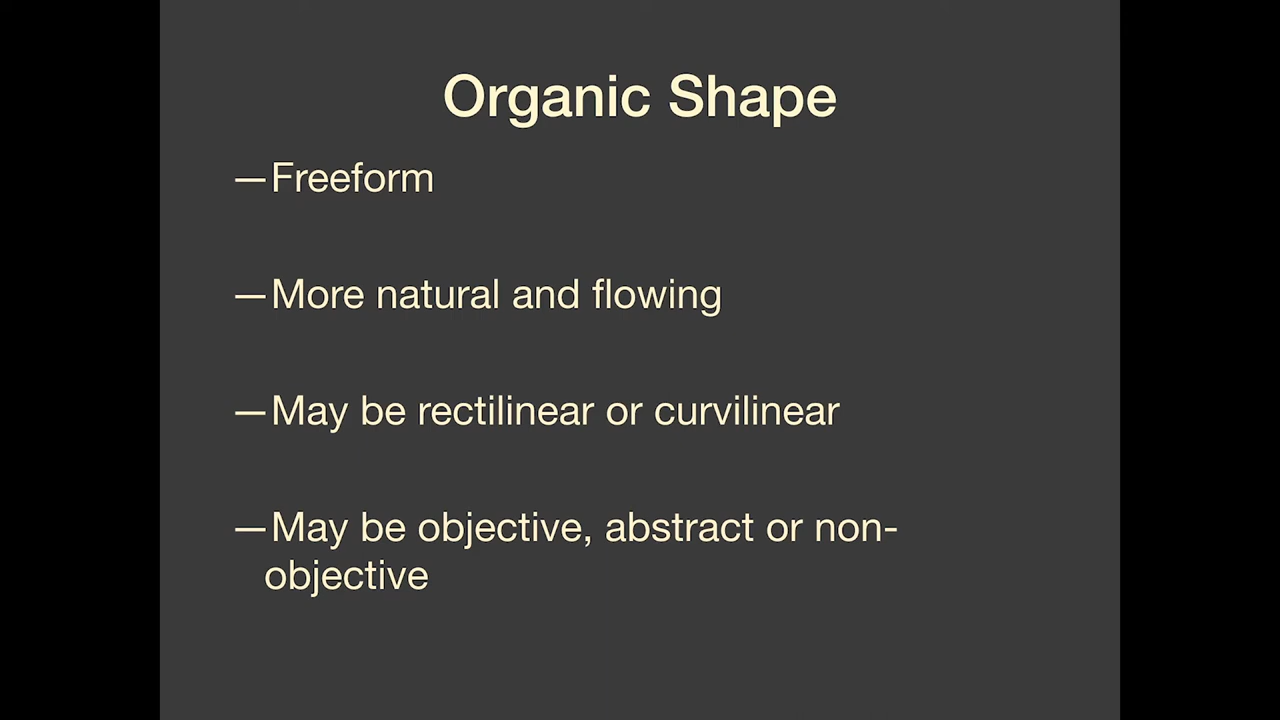 Organic Shape
—Freeform
—More natural and flowing
—May be rectilinear or curvilinear
—May be objective, abstract or non-
objective